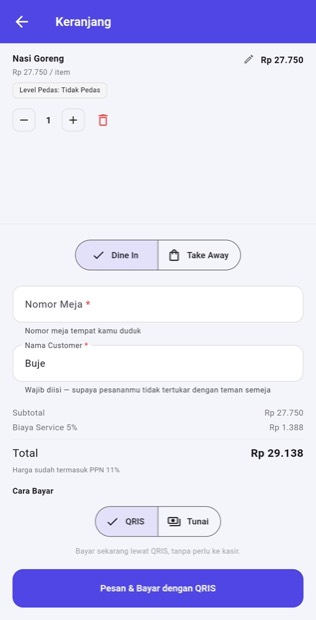 Keranjang
Nasi Goreng Rp 27.750
Rp 27.750 / item
Level Pedas: Tidak Pedas
1
Dine In Take Away
Nomor Meja *
Nomor meja tempat kamu duduk
Nama Customer *
Buje
Wajib diisi — supaya pesananmu tidak tertukar dengan teman semeja
Subtotal Rp 27.750
Biaya Service 5% Rp 1.388
Total Rp 29.138
Harga sudah termasuk PPN 11%
Cara Bayar
QRIS Tunai
Bayar sekarang lewat QRIS, tanpa perlu ke kasir.
Pesan & Bayar dengan QRIS